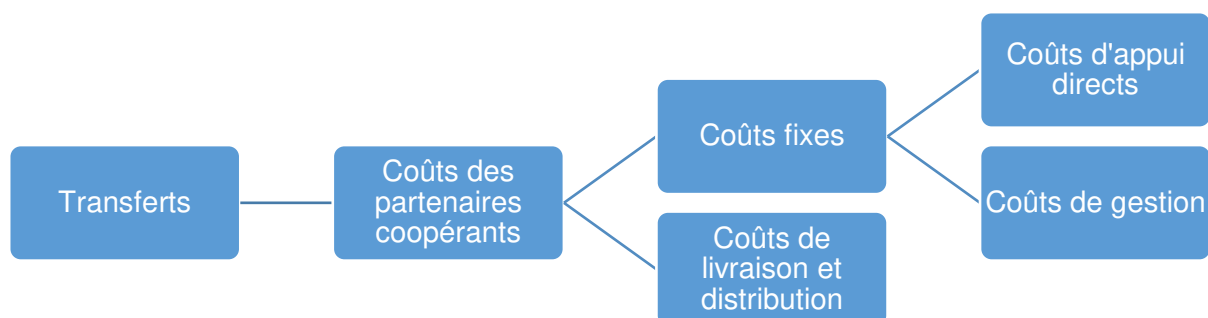 Transferts
Coûts des
partenaires
coopérants
Coûts fixes
Coûts de
livraison et
distribution
Coûts d'appui
directs
Coûts de gestion